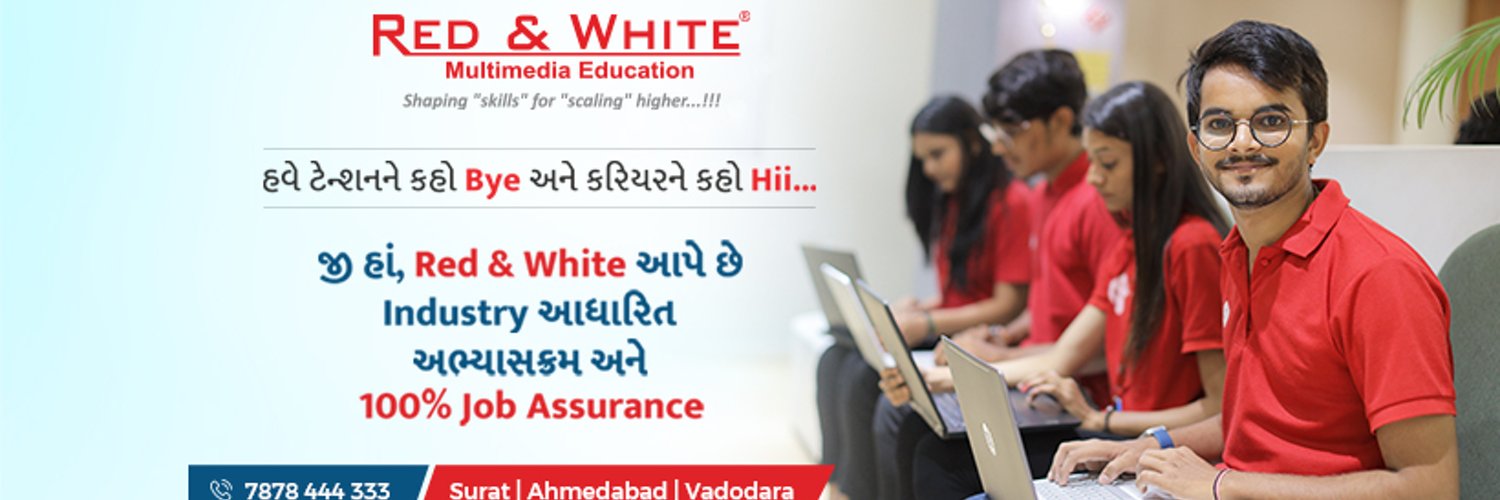 RED & WHITE®
Multimedia Education
Shaping "skills" for "scaling" higher...!!!
હવે ટેન્શનને કહો Bye અને કરિયરને કહો Hii...
જી હાં, Red & White આપે છે
Industry આધારિત
અભ્યાસક્રમ અને
100% Job Assurance
7878 444 333 Surat | Ahmedabad | Vadodara